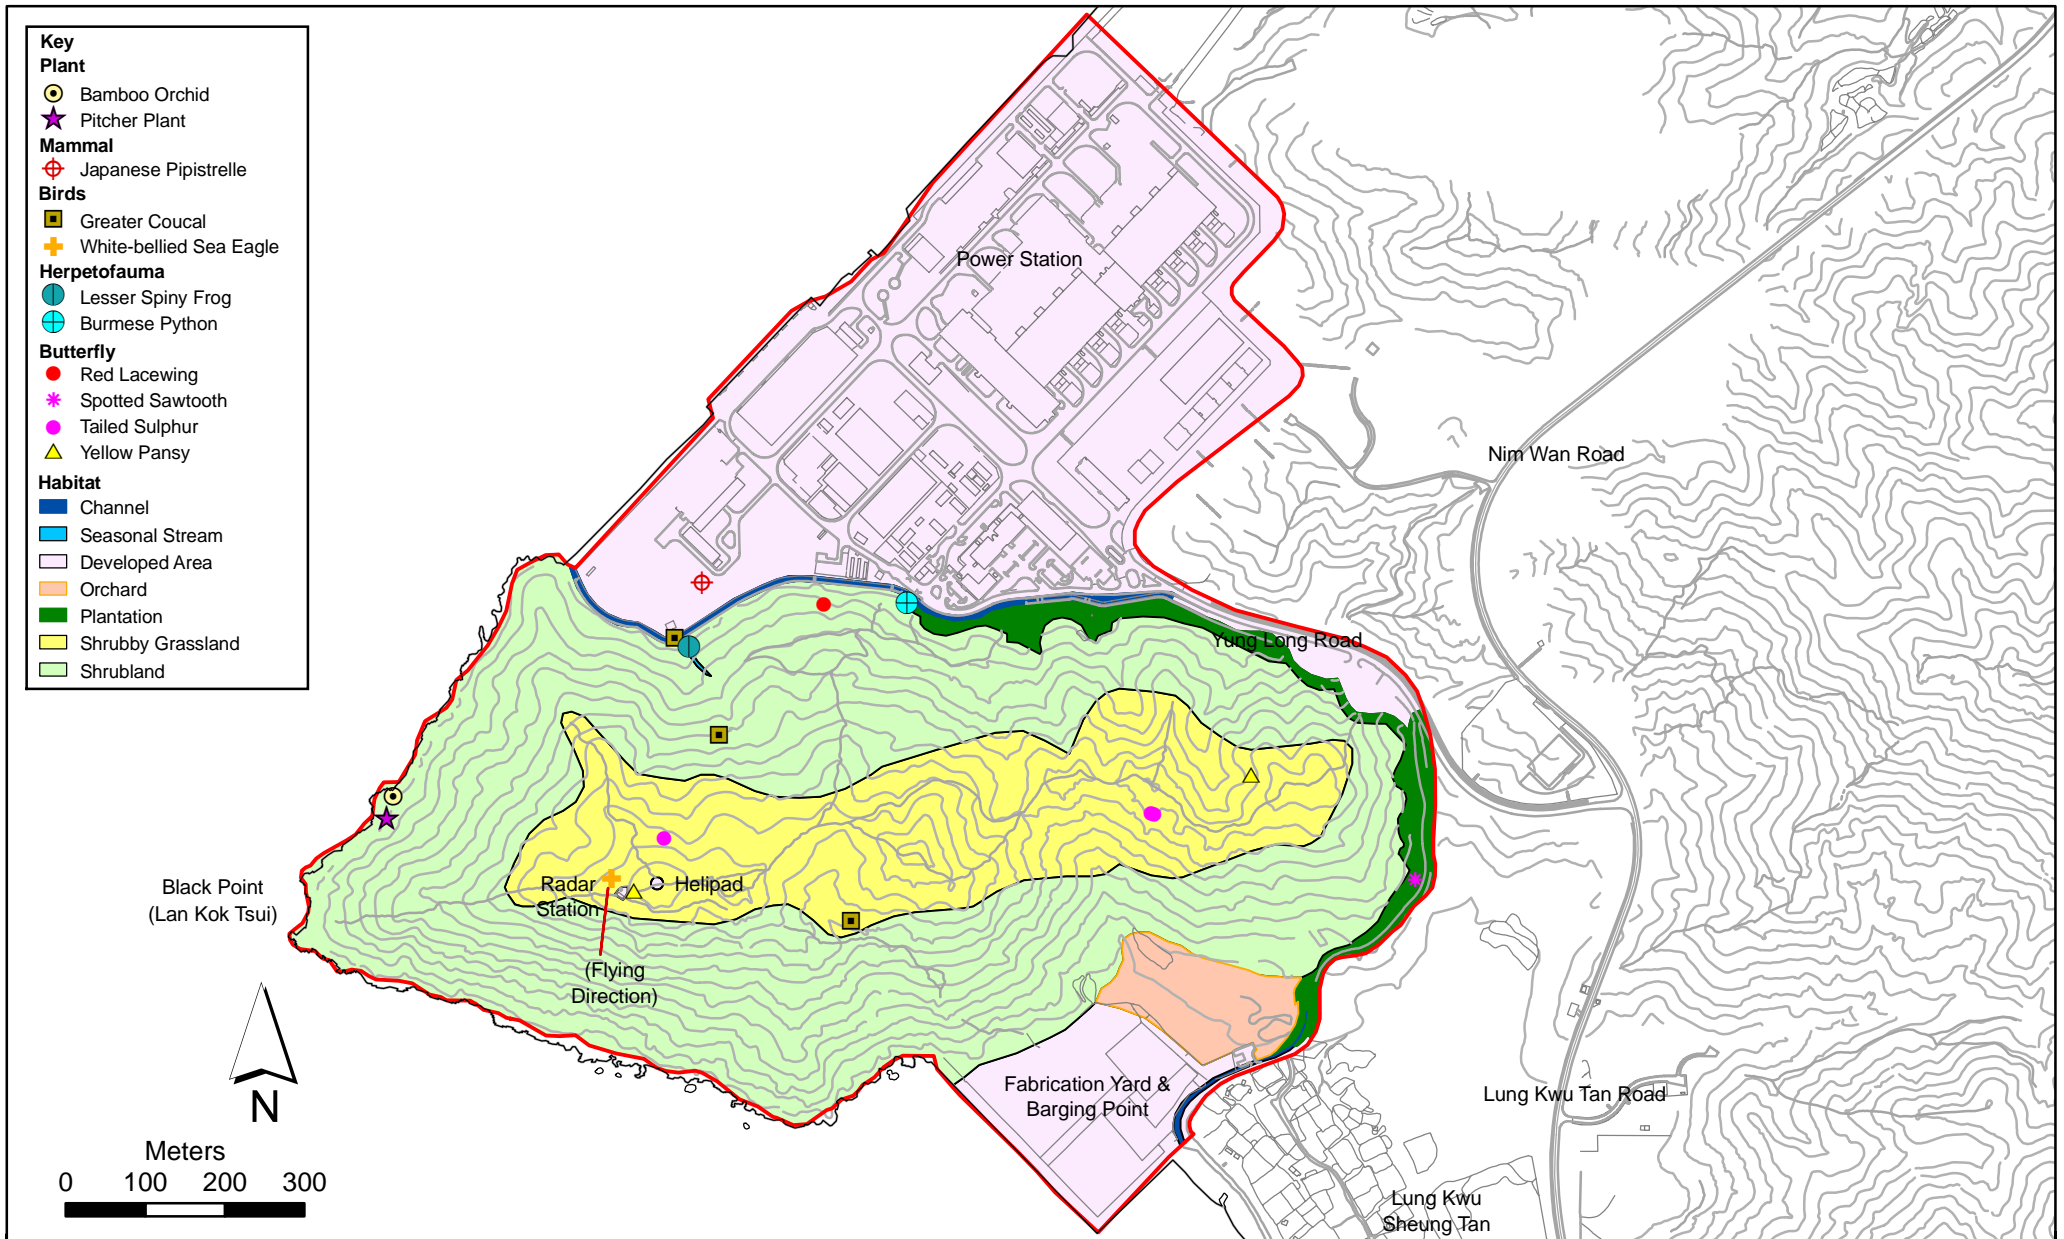 Key
Plant
Bamboo Orchid
Pitcher Plant
Mammal
Japanese Pipistrelle
Birds
Greater Coucal
White-bellied Sea Eagle
Herpetofauna
Lesser Spiny Frog
Burmese Python
Butterfly
Red Lacewing
Spotted Sawtooth
Tailed Sulphur
Yellow Pansy
Habitat
Channel
Seasonal Stream
Developed Area
Orchard
Plantation
Shrubby Grassland
Shrubland
Power Station
Nim Wan Road
Yung Long Road
Black Point
(Lan Kok Tsui)
Radar
Station
Helipad
(Flying
Direction)
Fabrication Yard &
Barging Point
Lung Kwu Tan Road
Lung Kwu
Sheung Tan
N
Meters
0 100 200 300